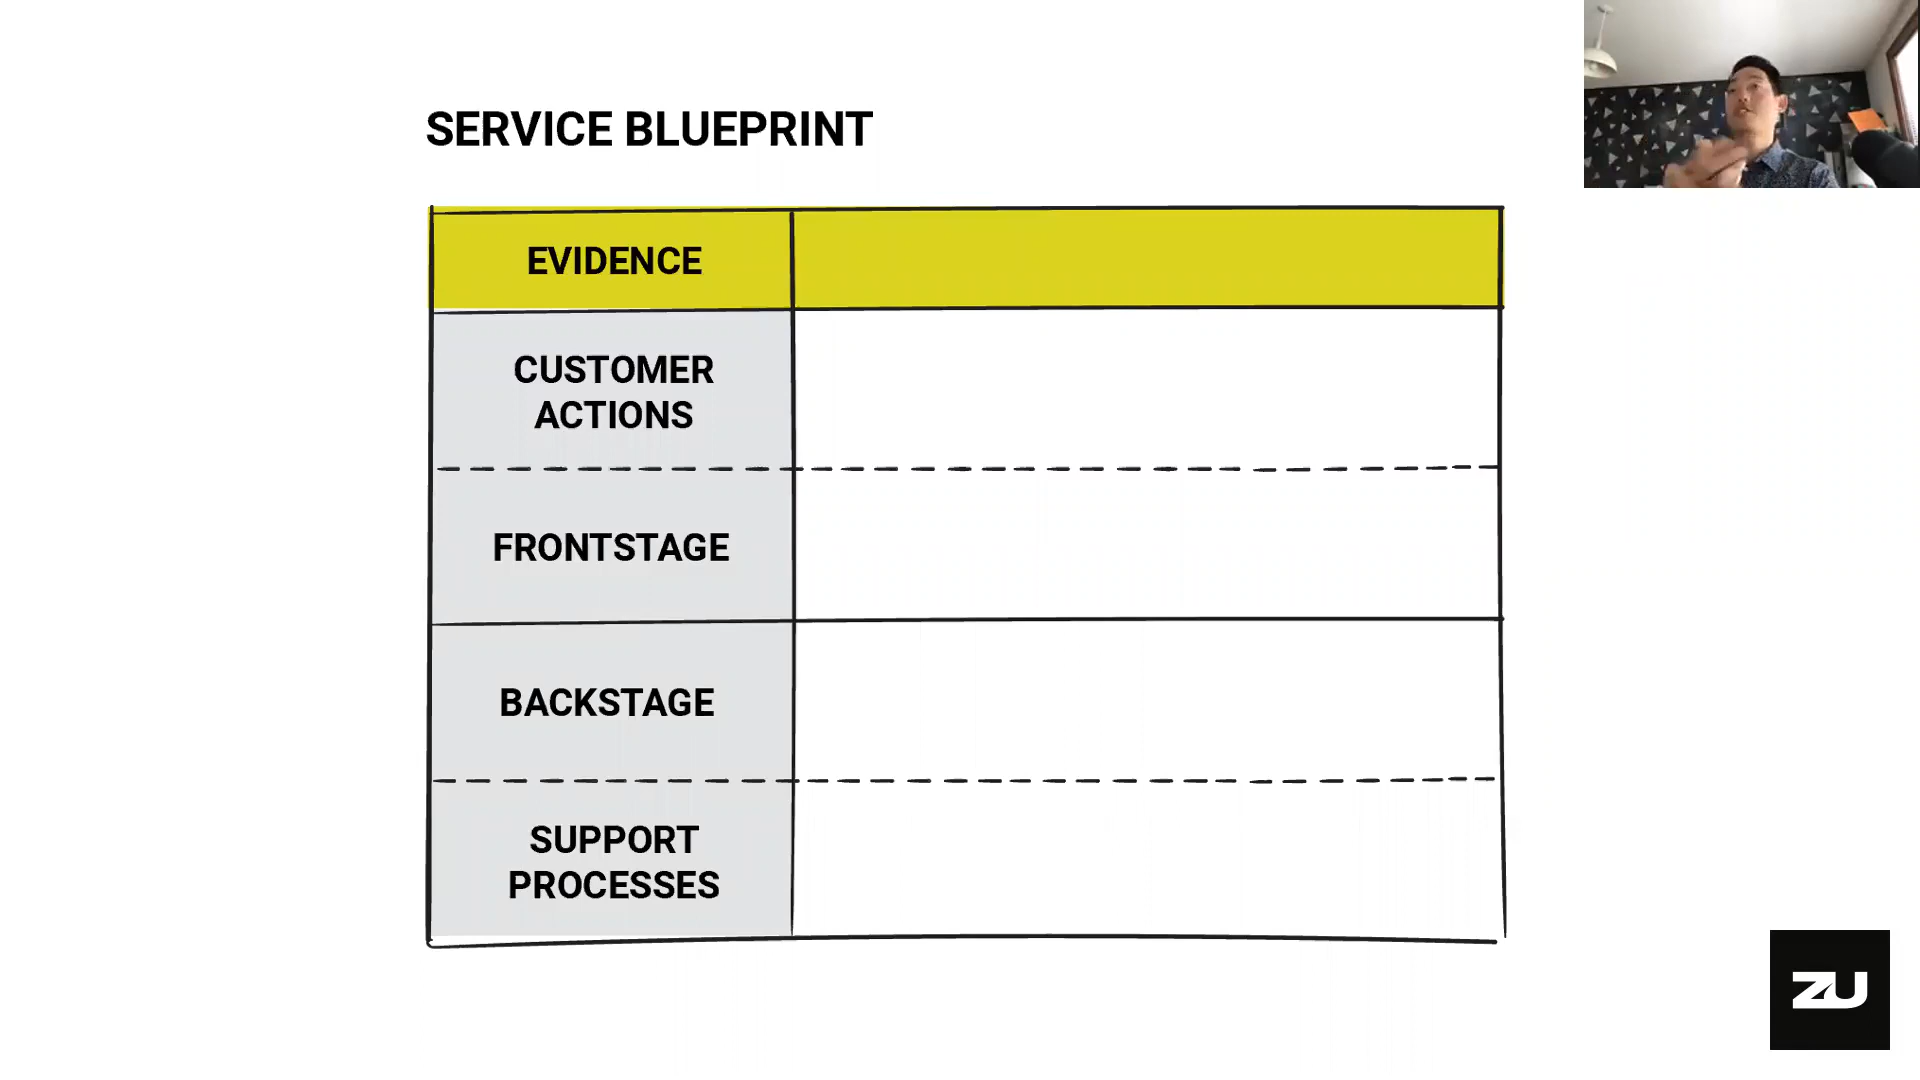 SERVICE BLUEPRINT
EVIDENCE
CUSTOMER
ACTIONS
FRONTSTAGE
BACKSTAGE
SUPPORT
PROCESSES
ZU